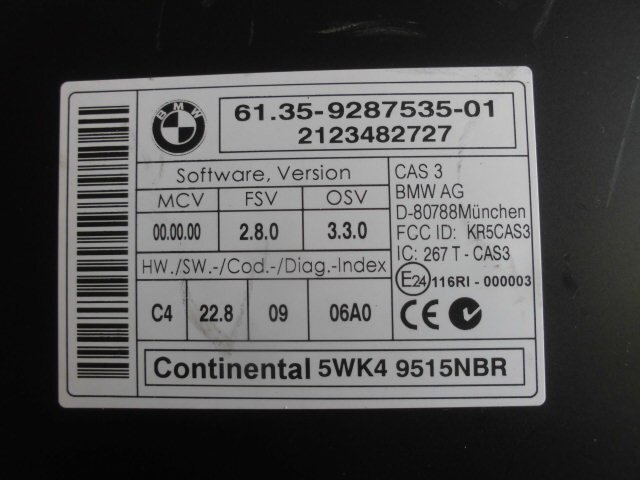 BMW
61.35-9287535-01
2123482727
Software, Version
MCV FSV OSV
00.00.00 2.8.0 3.3.0
HW./SW.-/Cod.-/Diag.-Index
C4 22.8 09 06A0
CAS 3
BMW AG
D-80788München
FCC ID: KR5CAS3
IC: 267 T - CAS3
E24 116RI - 000003
CE
Continental 5WK4 9515NBR